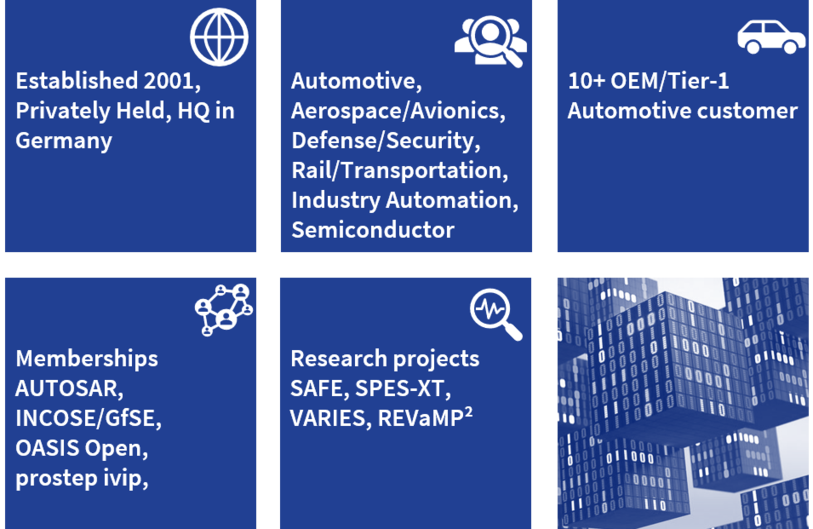 Established 2001,
Privately Held, HQ in
Germany
Automotive,
Aerospace/Avionics,
Defense/Security,
Rail/Transportation,
Industry Automation,
Semiconductor
10+ OEM/Tier-1
Automotive customer
Memberships
AUTOSAR,
INCOSE/GfSE,
OASIS Open,
prostep ivip,
Research projects
SAFE, SPES-XT,
VARIES, REVaMP²